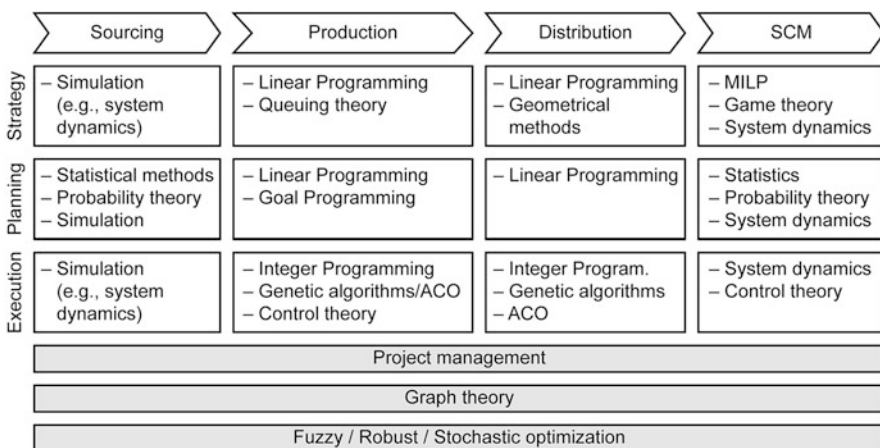 Sourcing
Production
Distribution
SCM
Strategy
– Simulation
(e.g., system
dynamics)
– Linear Programming
– Queuing theory
– Linear Programming
– Geometrical
methods
– MILP
– Game theory
– System dynamics
Planning
– Statistical methods
– Probability theory
– Simulation
– Linear Programming
– Goal Programming
– Linear Programming
– Statistics
– Probability theory
– System dynamics
Execution
– Simulation
(e.g., system
dynamics)
– Integer Programming
– Genetic algorithms/ACO
– Control theory
– Integer Program.
– Genetic algorithms
– ACO
– System dynamics
– Control theory
Project management
Graph theory
Fuzzy / Robust / Stochastic optimization